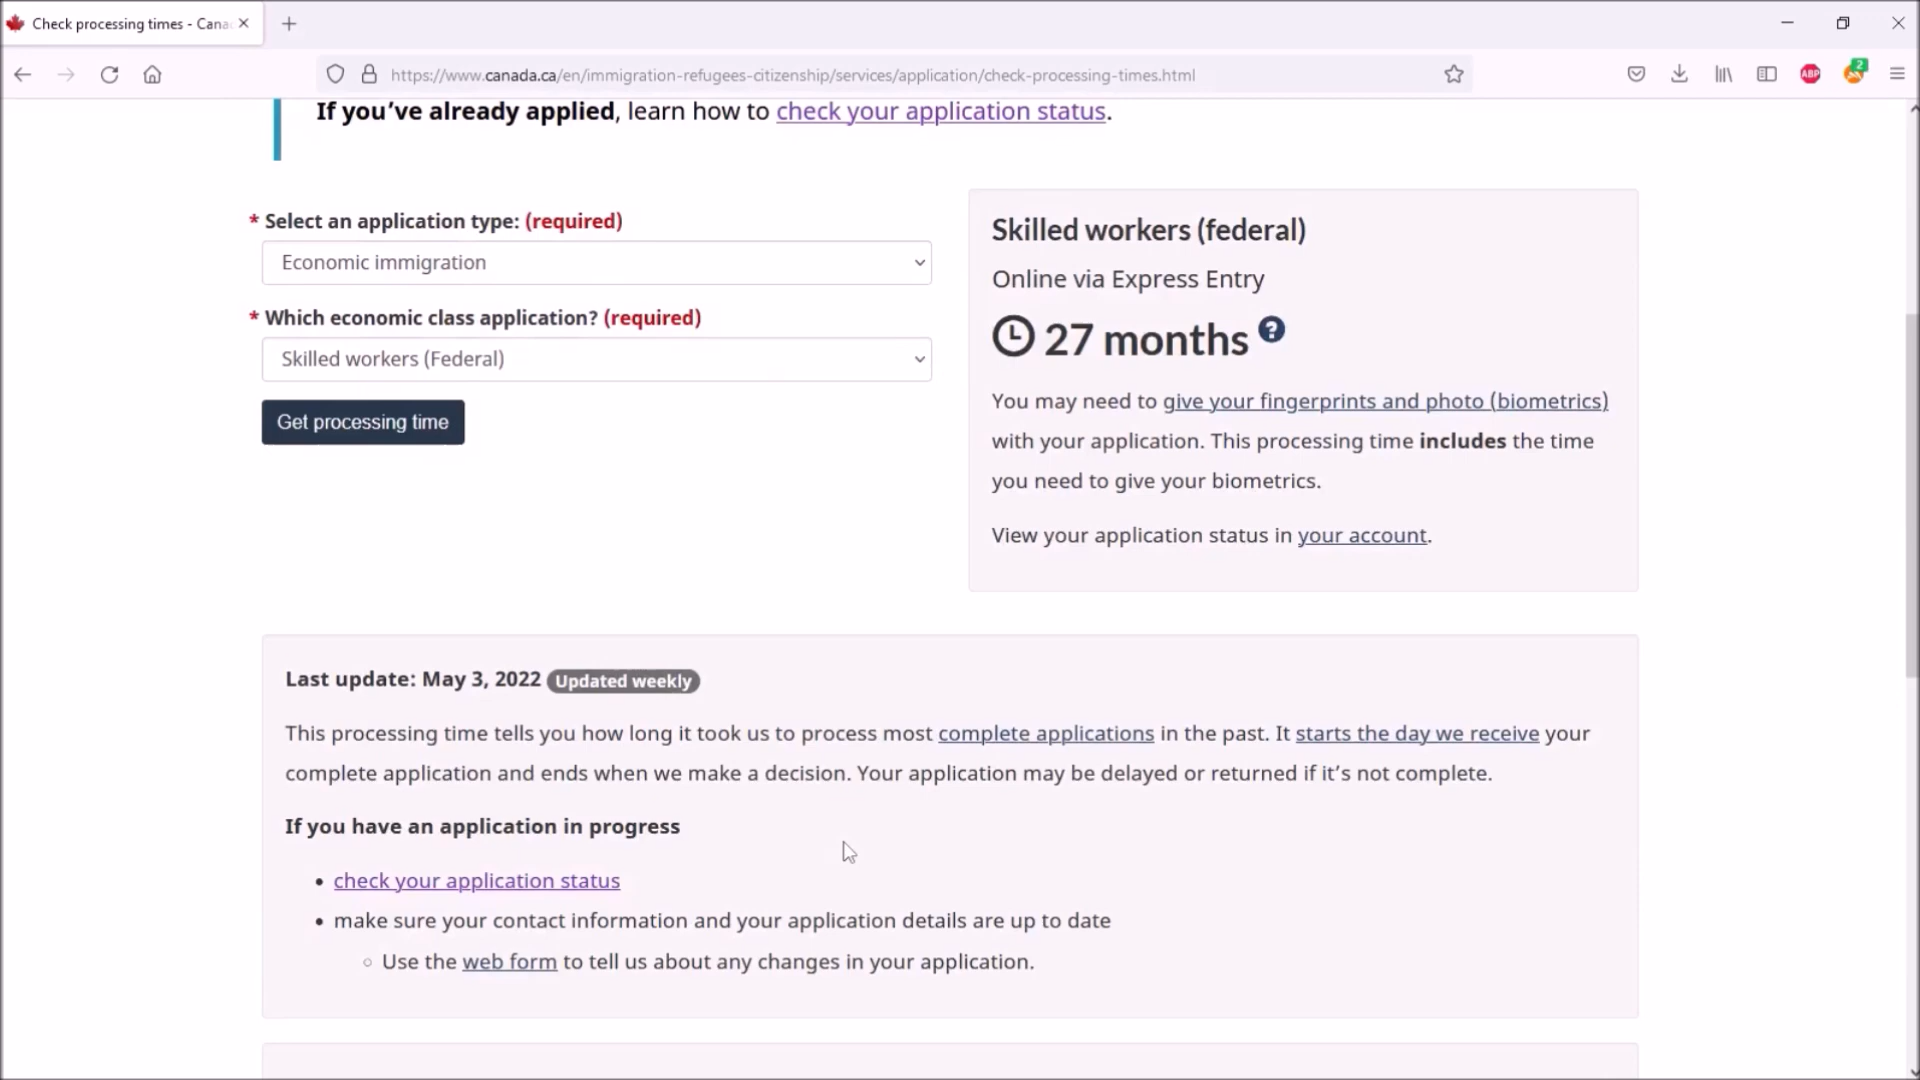 Check processing times - Cana
https://www.canada.ca/en/immigration-refugees-citizenship/services/application/check-processing-times.html
ABP
2
If you’ve already applied, learn how to check your application status.
* Select an application type: (required)
Economic immigration
* Which economic class application? (required)
Skilled workers (Federal)
Get processing time
Skilled workers (federal)
Online via Express Entry
27 months ?
You may need to give your fingerprints and photo (biometrics)
with your application. This processing time includes the time
you need to give your biometrics.
View your application status in your account.
Last update: May 3, 2022 Updated weekly
This processing time tells you how long it took us to process most complete applications in the past. It starts the day we receive your
complete application and ends when we make a decision. Your application may be delayed or returned if it’s not complete.
If you have an application in progress
• check your application status
• make sure your contact information and your application details are up to date
○ Use the web form to tell us about any changes in your application.